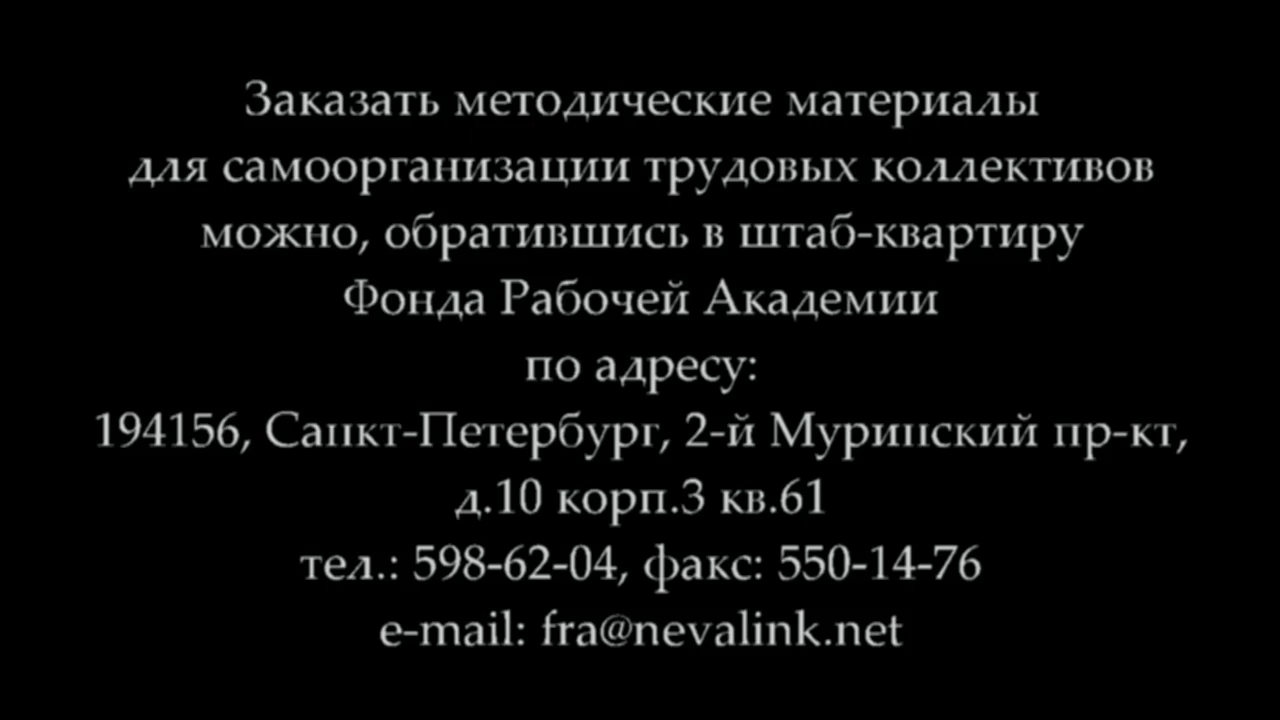 Заказать методические материалы
для самоорганизации трудовых коллективов
можно, обратившись в штаб-квартиру
Фонда Рабочей Академии
по адресу:
194156, Санкт-Петербург, 2-й Муринский пр-кт,
д.10 корп.3 кв.61
тел.: 598-62-04, факс: 550-14-76
e-mail: fra@nevalink.net